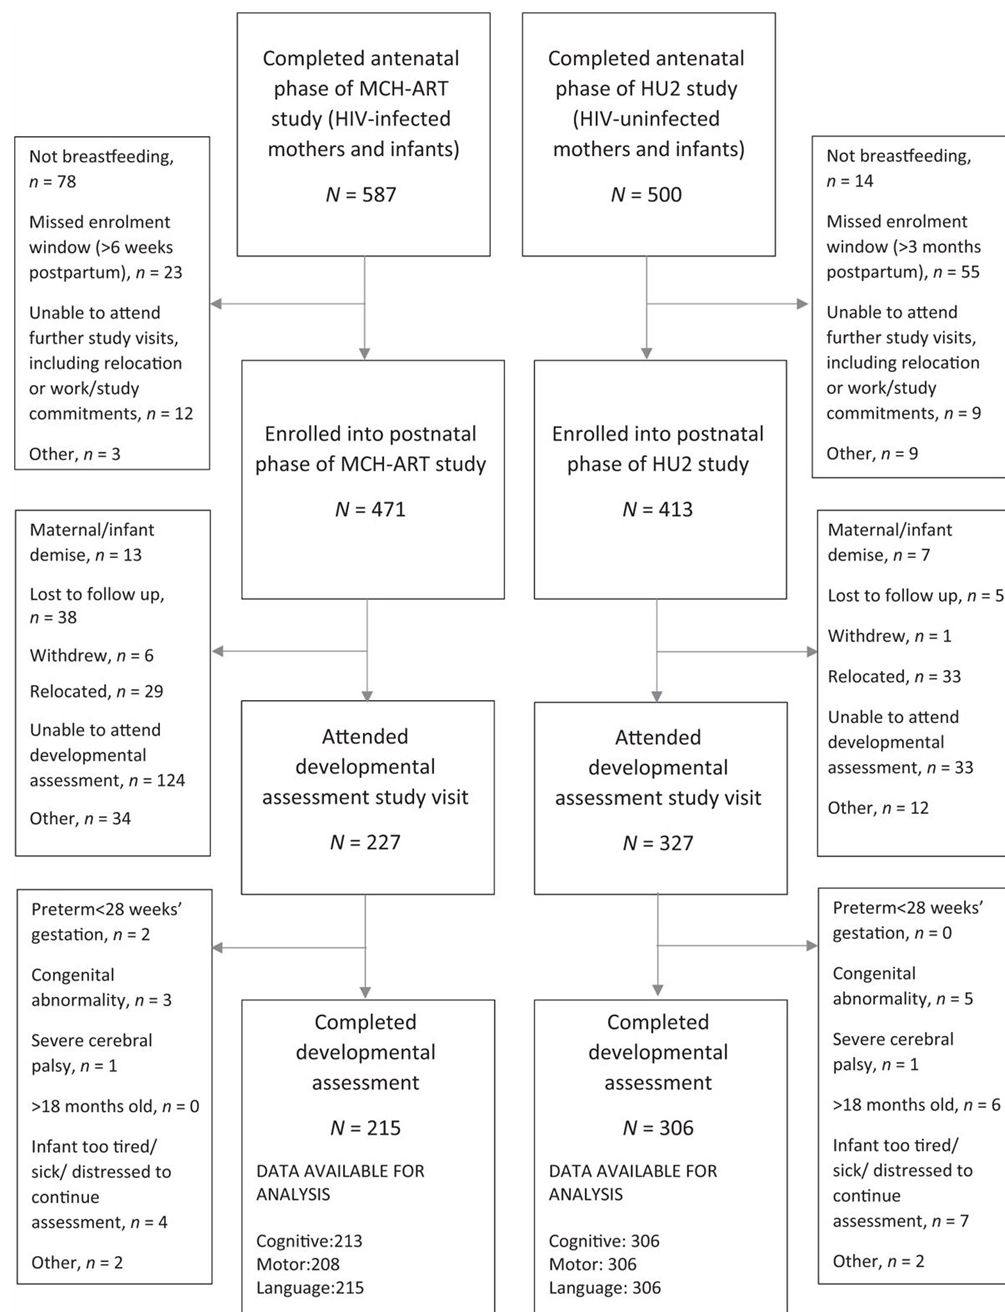 Completed antenatal
phase of MCH-ART
study (HIV-infected
mothers and infants)
N = 587
Completed antenatal
phase of HU2 study
(HIV-uninfected
mothers and infants)
N = 500
Not breastfeeding,
n = 78
Missed enrolment
window (>6 weeks
postpartum), n = 23
Unable to attend
further study visits,
including relocation
or work/study
commitments, n = 12
Other, n = 3
Not breastfeeding,
n = 14
Missed enrolment
window (>3 months
postpartum), n = 55
Unable to attend
further study visits,
including relocation
or work/study
commitments, n = 9
Other, n = 9
Enrolled into postnatal
phase of MCH-ART study
N = 471
Enrolled into postnatal
phase of HU2 study
N = 413
Maternal/infant
demise, n = 13
Lost to follow up,
n = 38
Withdrew, n = 6
Relocated, n = 29
Unable to attend
developmental
assessment, n = 124
Other, n = 34
Maternal/infant
demise, n = 7
Lost to follow up, n = 5
Withdrew, n = 1
Relocated, n = 33
Unable to attend
developmental
assessment, n = 33
Other, n = 12
Attended
developmental
assessment study visit
N = 227
Attended
developmental
assessment study visit
N = 327
Preterm<28 weeks’
gestation, n = 2
Congenital
abnormality, n = 3
Severe cerebral
palsy, n = 1
>18 months old, n = 0
Infant too tired/
sick/ distressed to
continue
assessment, n = 4
Other, n = 2
Preterm<28 weeks’
gestation, n = 0
Congenital
abnormality, n = 5
Severe cerebral
palsy, n = 1
>18 months old, n = 6
Infant too tired/
sick/ distressed to
continue
assessment, n = 7
Other, n = 2
Completed
developmental
assessment
N = 215
DATA AVAILABLE FOR
ANALYSIS
Cognitive:213
Motor:208
Language:215
Completed
developmental
assessment
N = 306
DATA AVAILABLE FOR
ANALYSIS
Cognitive: 306
Motor: 306
Language: 306